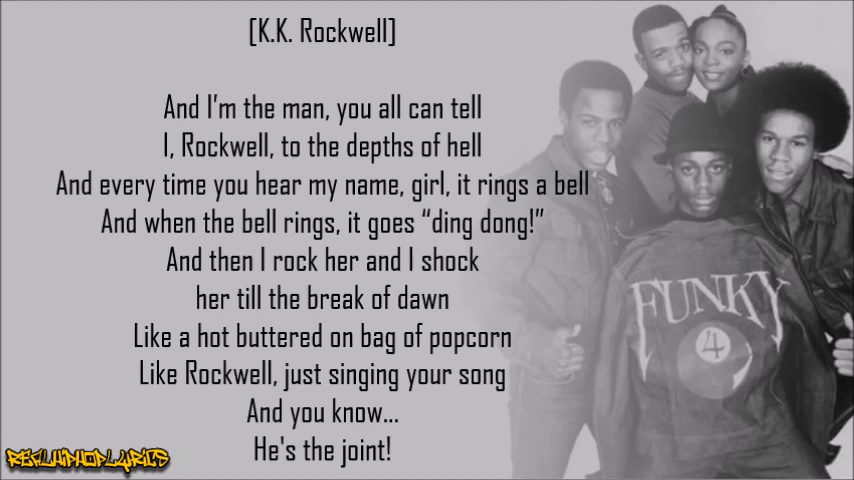 [K.K. Rockwell]
And I'm the man, you all can tell
I, Rockwell, to the depths of hell
And every time you hear my name, girl, it rings a bell
And when the bell rings, it goes “ding dong!”
And then I rock her and I shock
her till the break of dawn
Like a hot buttered on bag of popcorn
Like Rockwell, just singing your song
And you know...
He's the joint!
FUNKY
4
REALHIPHOPLYRICS